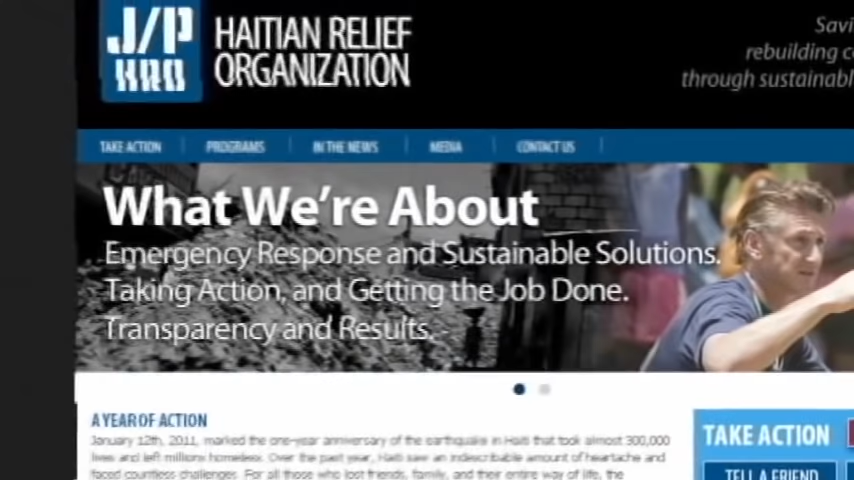 J/P
HRO
HAITIAN RELIEF
ORGANIZATION
Savi
rebuilding c
through sustainabl
TAKE ACTION
PROGRAMS
IN THE NEWS
MEDIA
CONTACT US
What We're About
Emergency Response and Sustainable Solutions.
Taking Action, and Getting the Job Done.
Transparency and Results.
A YEAR OF ACTION
January 12th, 2011, marked the one-year anniversary of the earthquake in Haiti that took almost 300,000
lives and left millions homeless. Over the past year, Haiti saw an indescribable amount of heartache and
faced countless challenges. For all those who lost friends, family, and their entire way of life, the
TAKE ACTION
TELL A FRIEND